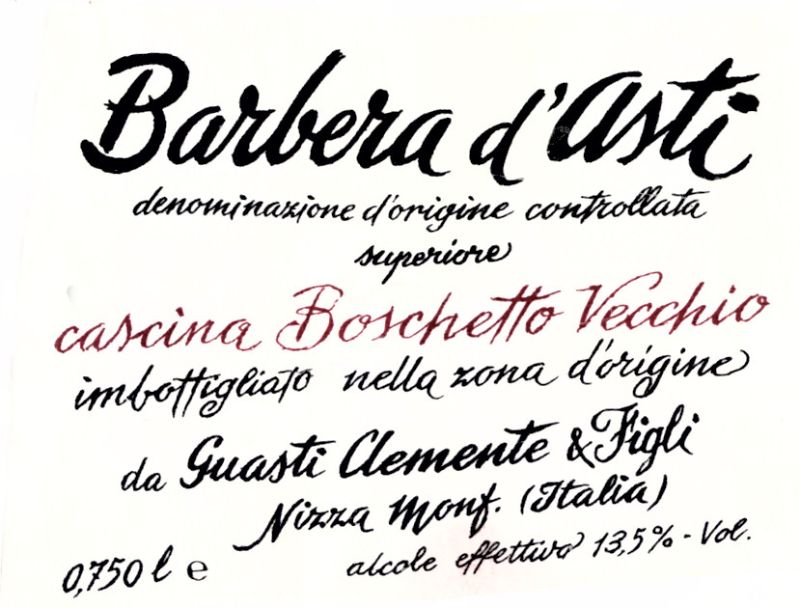 Barbera d'Asti
denominazione d'origine controllata
superiore
cascina Boschetto Vecchio
imbottigliato nella zona d'origine
da Guasti Clemente & Figli
Nizza Monf. (Italia)
0,750 l e alcole effettivo 13,5% - Vol.